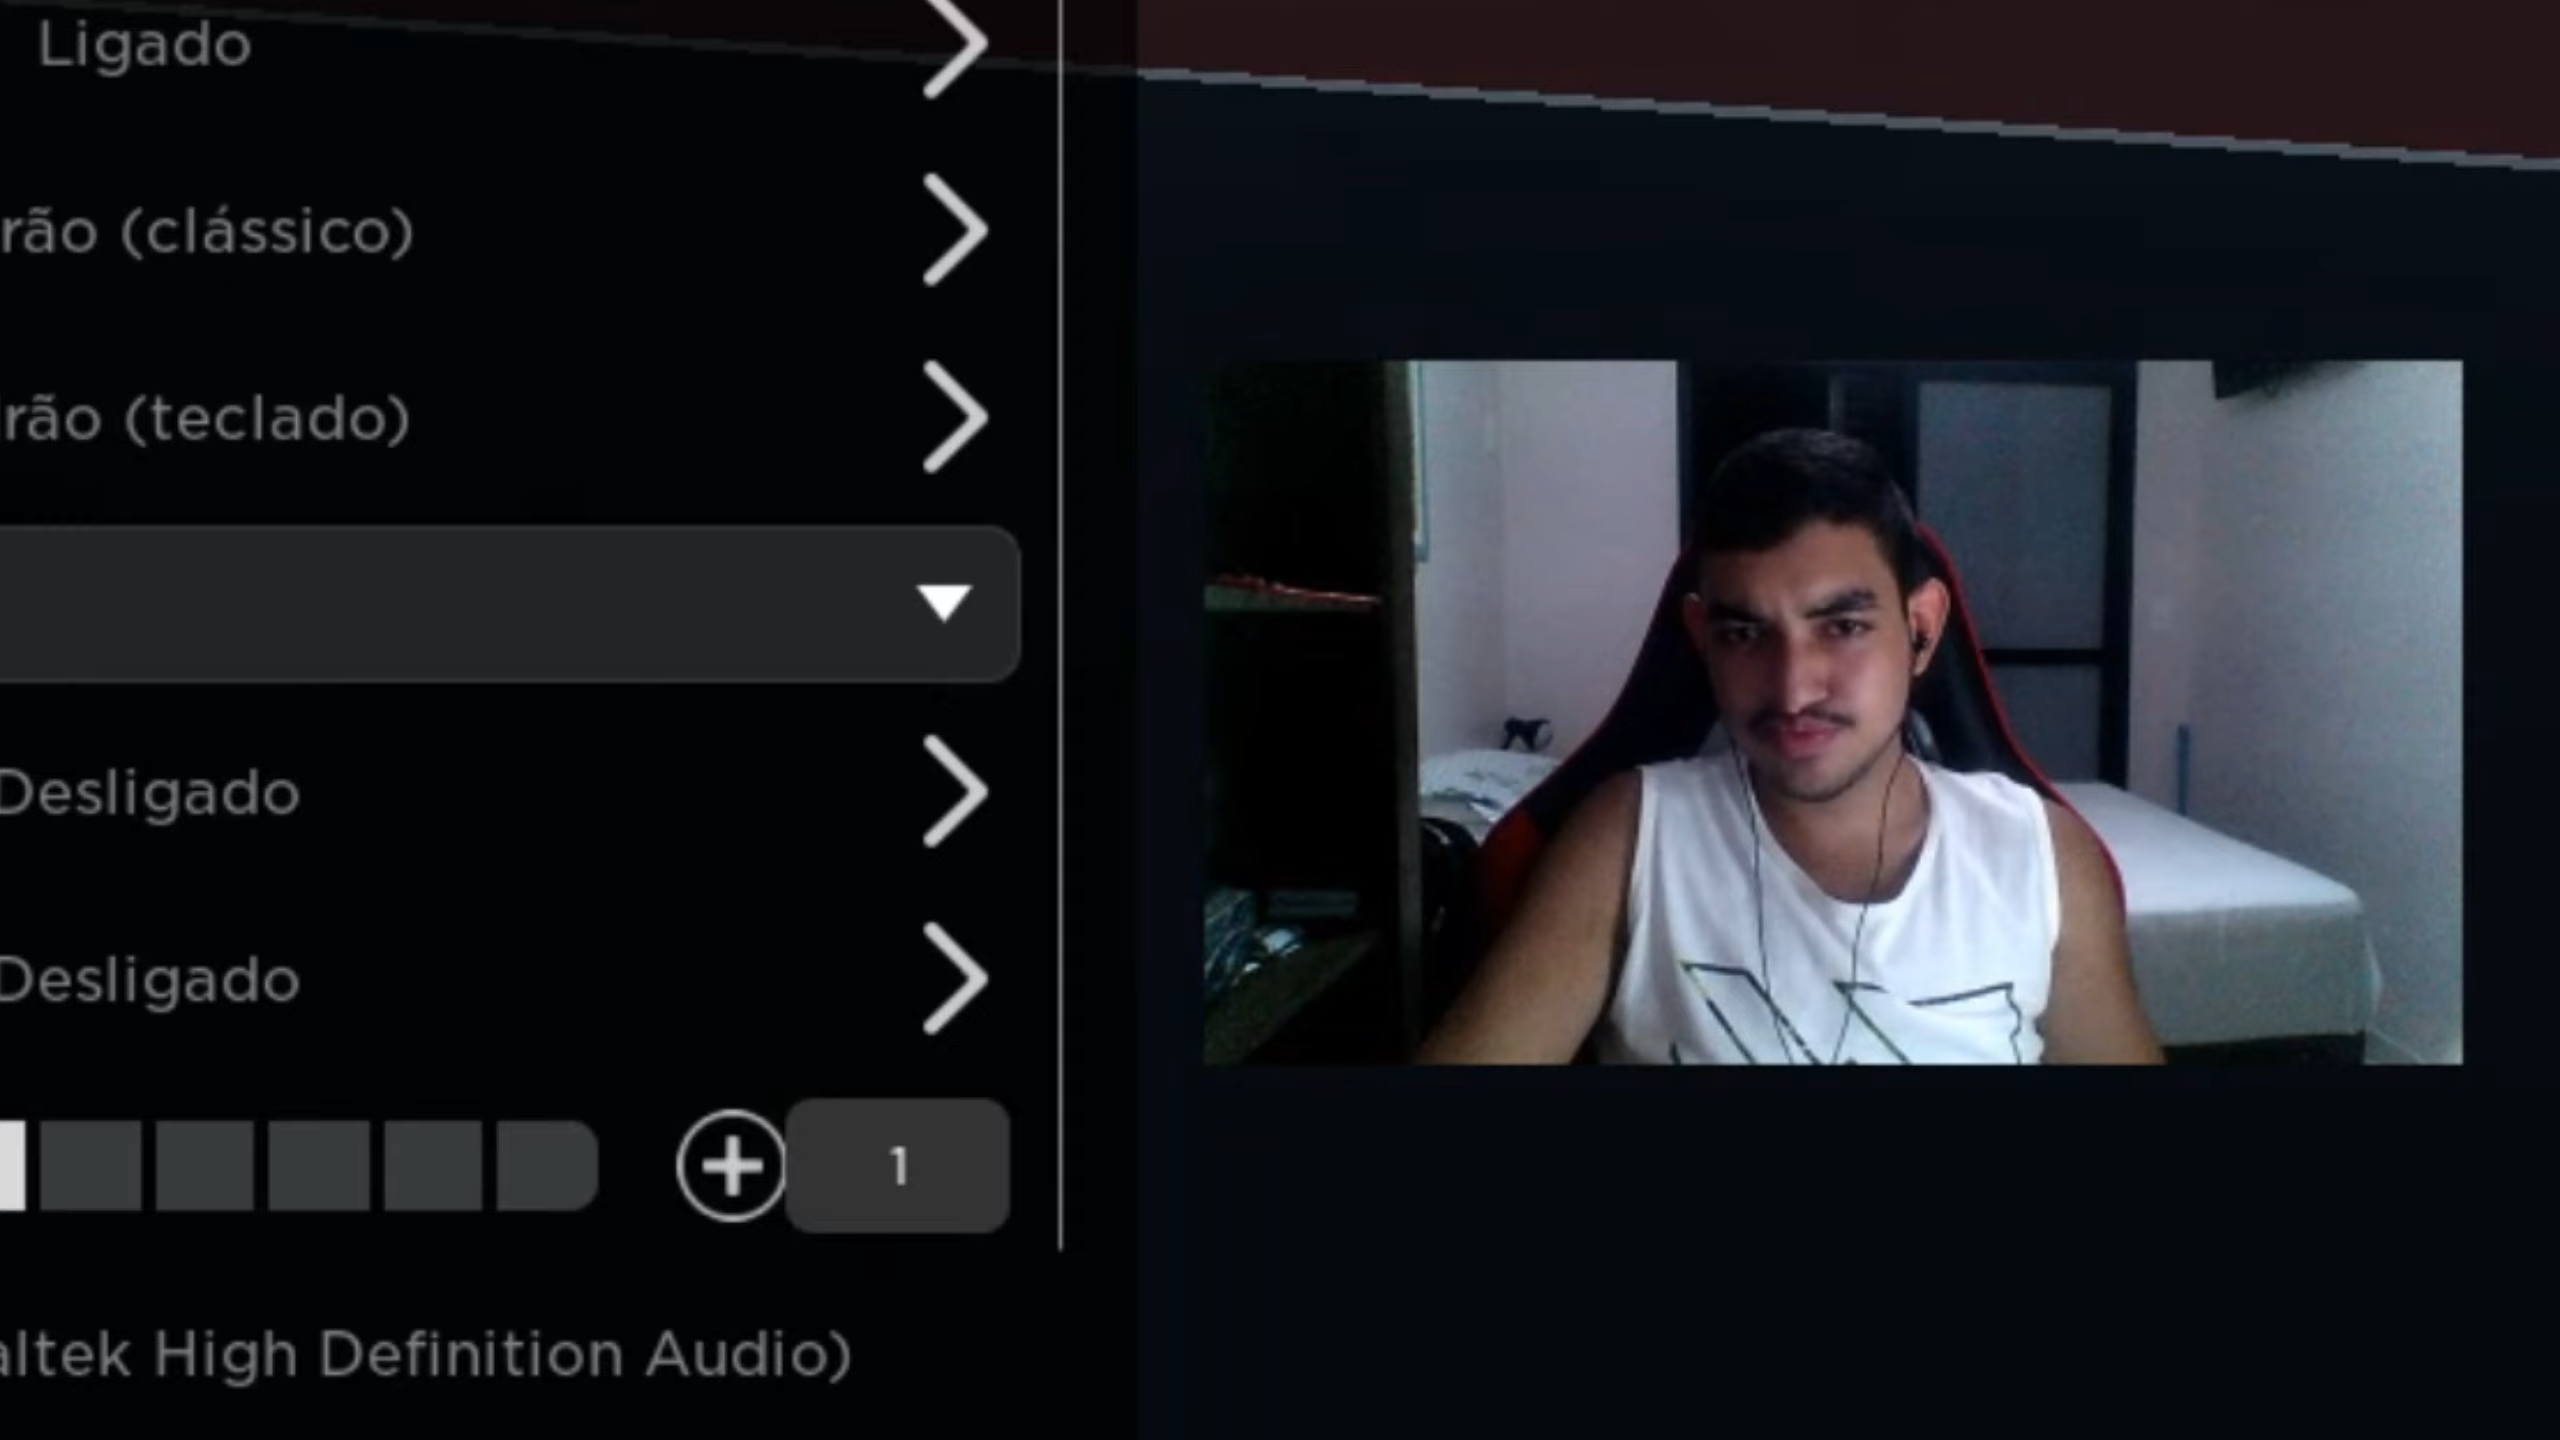 Ligado
rão (clássico)
rão (teclado)
Desligado
Desligado
1
altek High Definition Audio)